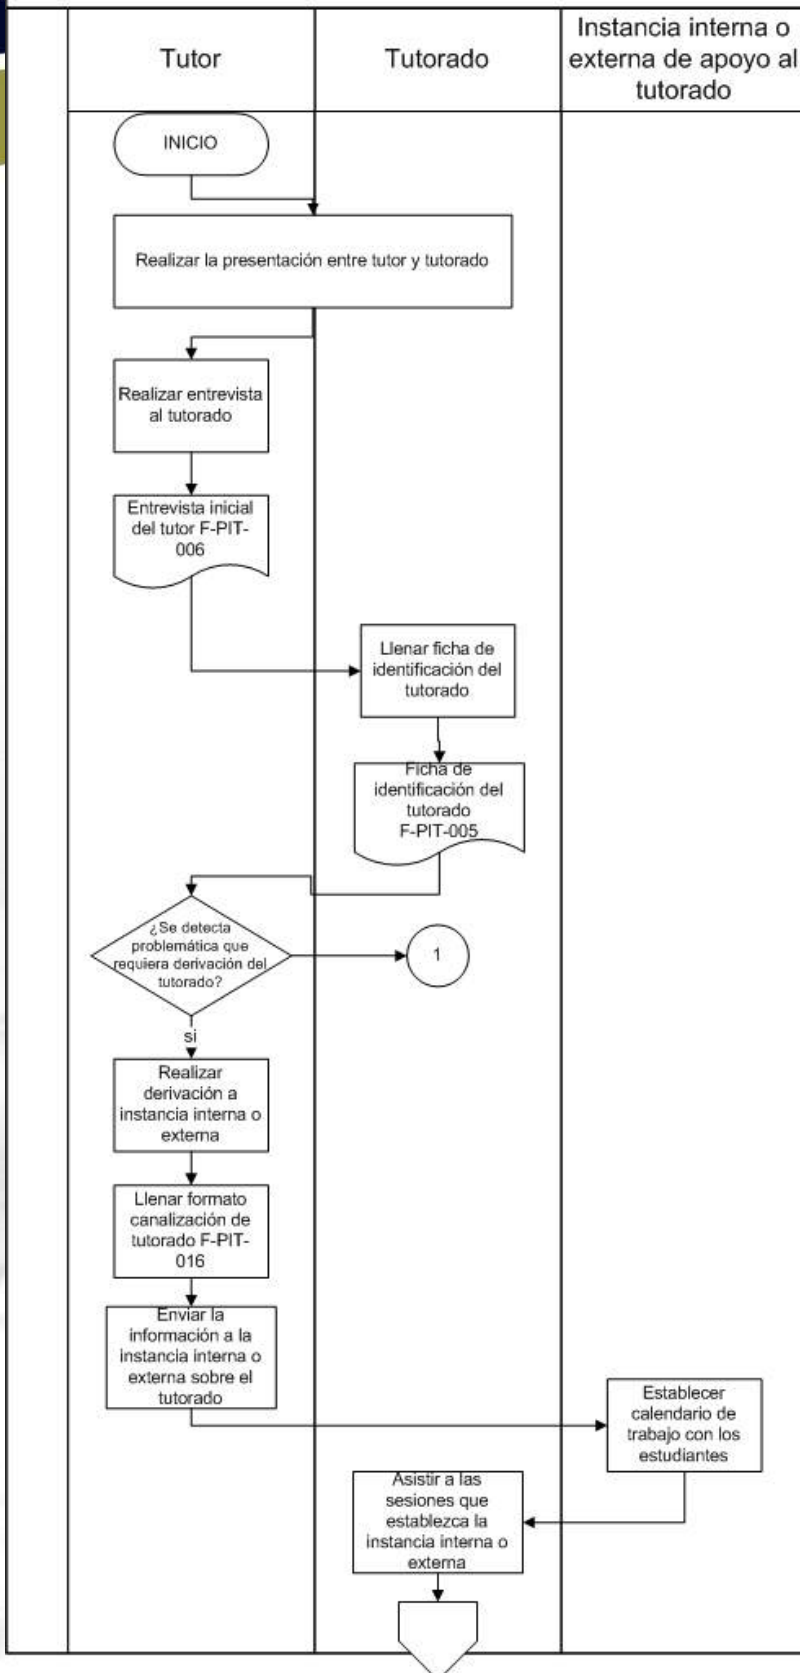 Tutor
Tutorado
Instancia interna o
externa de apoyo al
tutorado
INICIO
Realizar la presentación entre tutor y tutorado
Realizar entrevista
al tutorado
Entrevista inicial
del tutor F-PIT-
006
Llenar ficha de
identificación del
tutorado
Ficha de
identificación del
tutorado
F-PIT-005
¿Se detecta
problemática que
requiera derivación del
tutorado?
1
si
Realizar
derivación a
instancia interna o
externa
Llenar formato
canalización de
tutorado F-PIT-
016
Enviar la
información a la
instancia interna o
externa sobre el
tutorado
Establecer
calendario de
trabajo con los
estudiantes
Asistir a las
sesiones que
establezca la
instancia interna o
externa